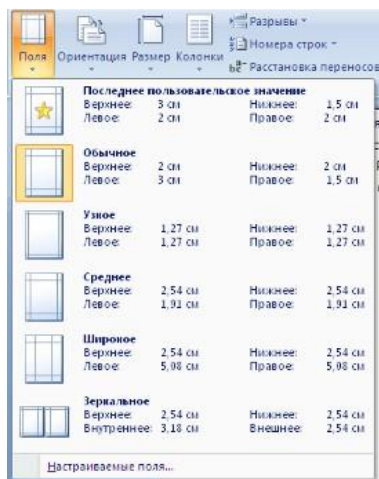 Разрывы
Номера строк
Поля Ориентация Размер Колонки
Расстановка переносов
Последнее пользовательское значение
Верхнее: 3 см Нижнее: 1,5 см
Левое: 2 см Правое: 2 см
Обычное
Верхнее: 2 см Нижнее: 2 см
Левое: 3 см Правое: 1,5 см
Узкое
Верхнее: 1,27 см Нижнее: 1,27 см
Левое: 1,27 см Правое: 1,27 см
Среднее
Верхнее: 2,54 см Нижнее: 2,54 см
Левое: 1,91 см Правое: 1,91 см
Широкое
Верхнее: 2,54 см Нижнее: 2,54 см
Левое: 5,08 см Правое: 5,08 см
Зеркальное
Верхнее: 2,54 см Нижнее: 2,54 см
Внутреннее: 3,18 см Внешнее: 2,54 см
Настраиваемые поля...